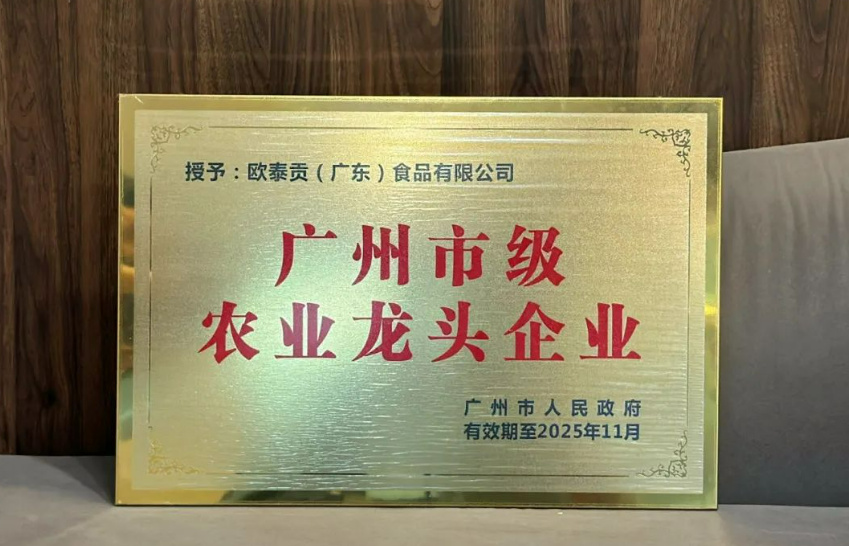 授予：欧泰贡（广东）食品有限公司
广州市级
农业龙头企业
广州市人民政府
有效期至2025年11月